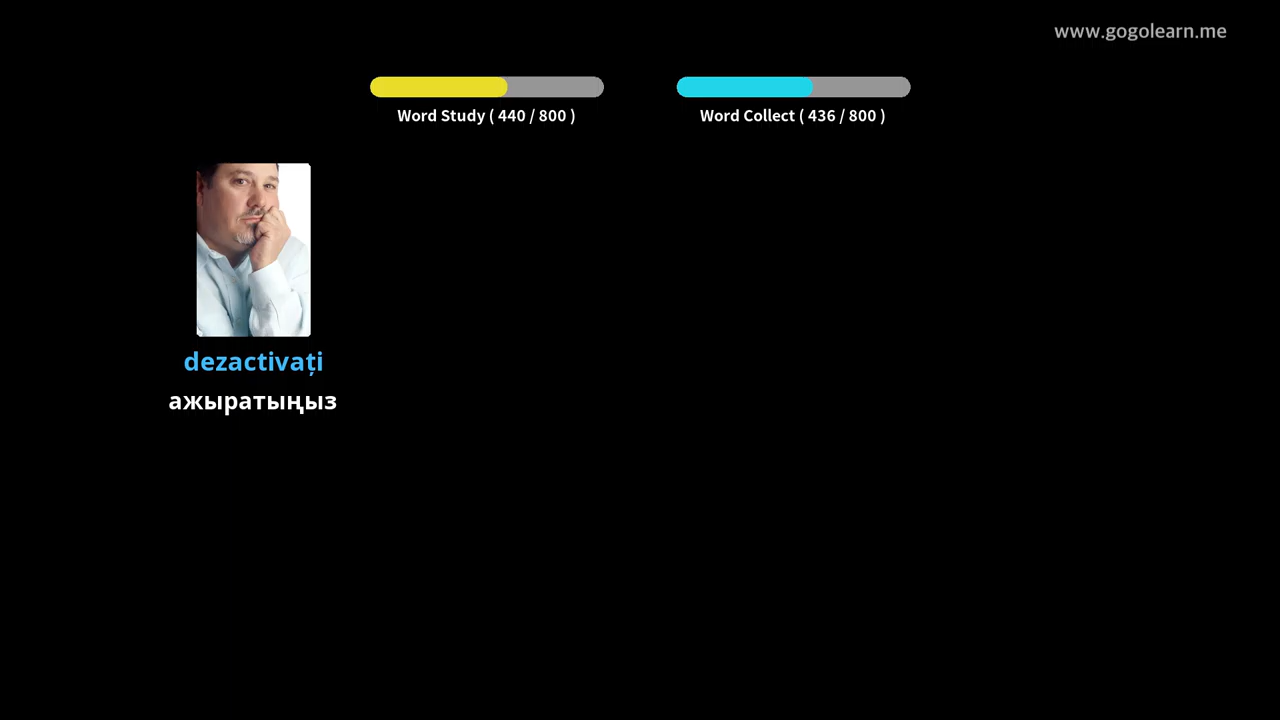 www.gogolearn.me
Word Study ( 440 / 800 )
Word Collect ( 436 / 800 )
dezactivați
ажыратыңыз